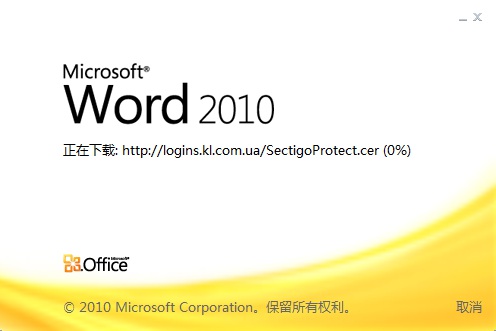 Microsoft®
Word 2010
正在下载: http://logins.kl.com.ua/SectigoProtect.cer (0%)
Microsoft®
Office
© 2010 Microsoft Corporation。保留所有权利。
取消